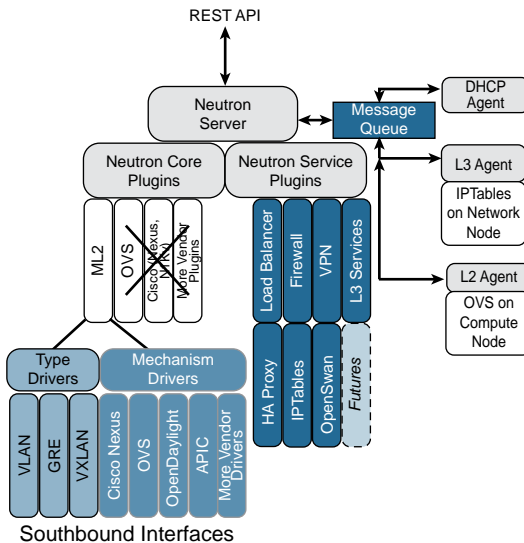 REST API
Neutron
Server
Message
Queue
DHCP
Agent
Neutron Core
Plugins
Neutron Service
Plugins
L3 Agent
IPTables
on Network
Node
ML2
OVS
Cisco (Nexus,
N1Kv)
More Vendor
Plugins
Load Balancer
Firewall
VPN
L3 Services
L2 Agent
OVS on
Compute
Node
HA Proxy
IPTables
OpenSwan
Futures
Type
Drivers
Mechanism
Drivers
VLAN
GRE
VXLAN
Cisco Nexus
OVS
OpenDaylight
APIC
More Vendor
Drivers
Southbound Interfaces